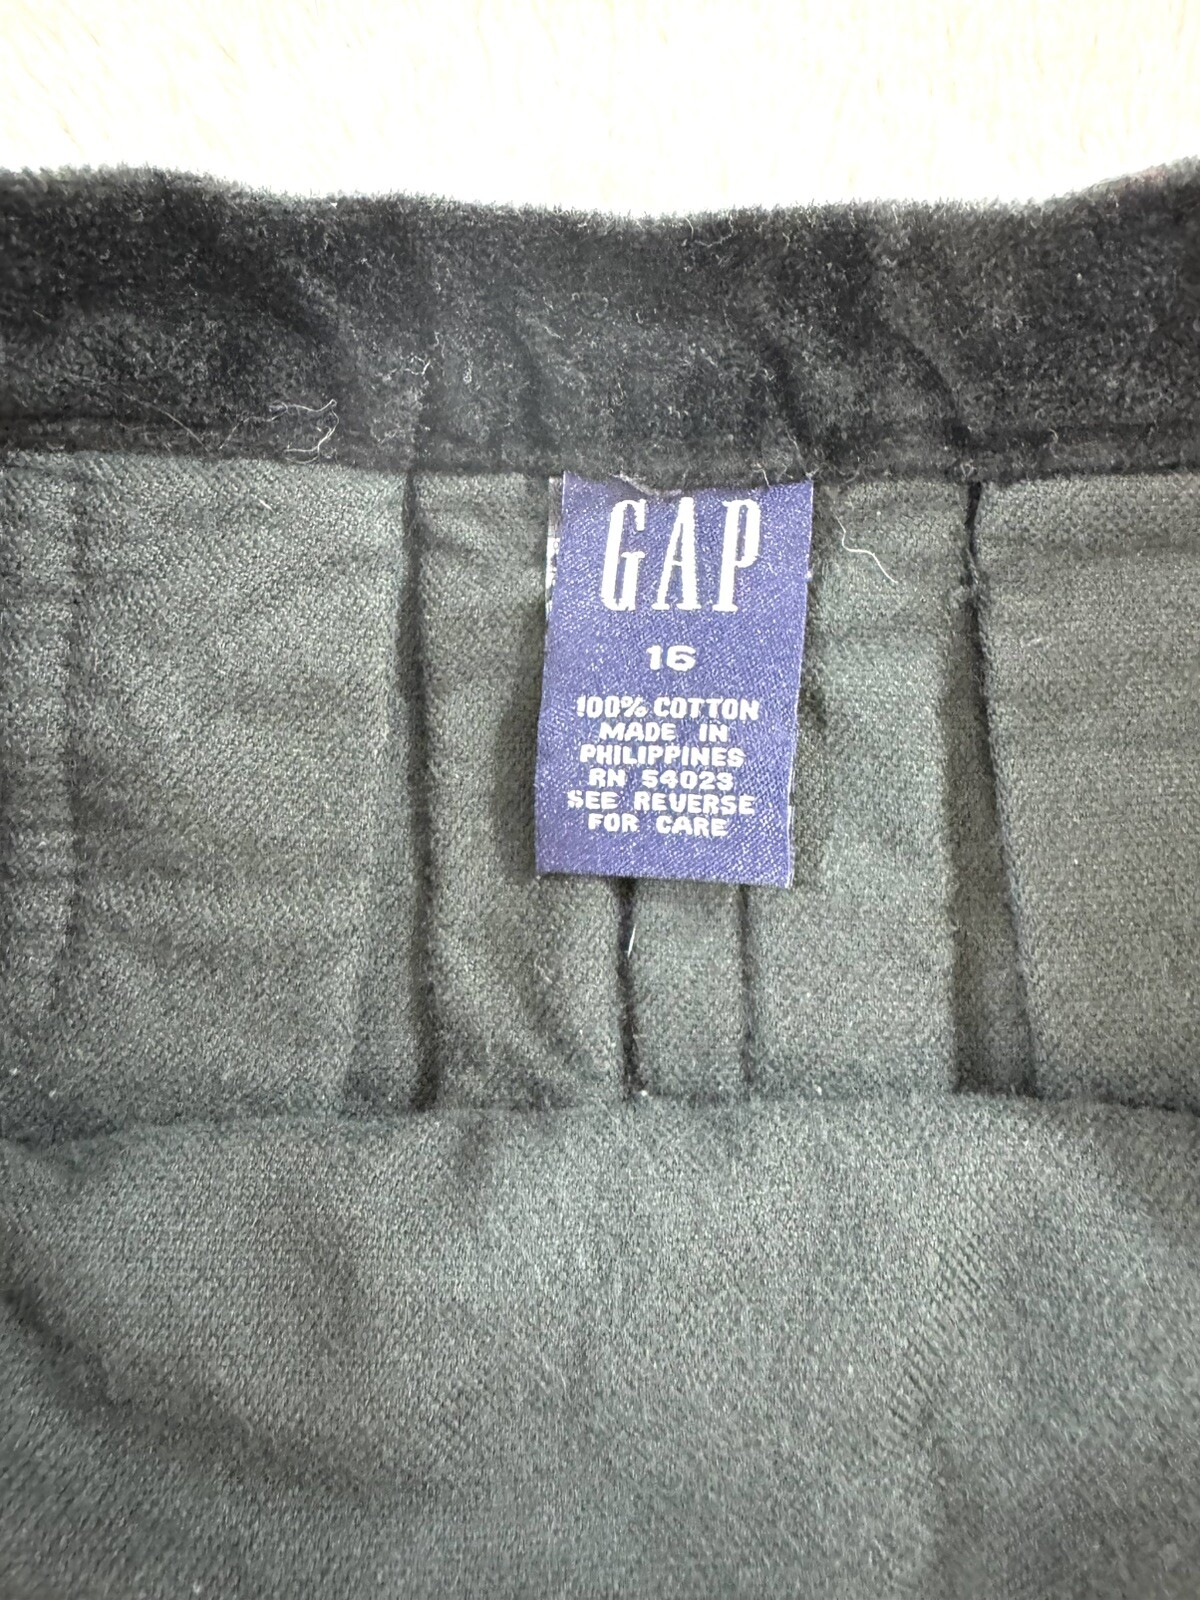 GAP
16
100% COTTON
MADE IN
PHILIPPINES
RN 54023
SEE REVERSE
FOR CARE